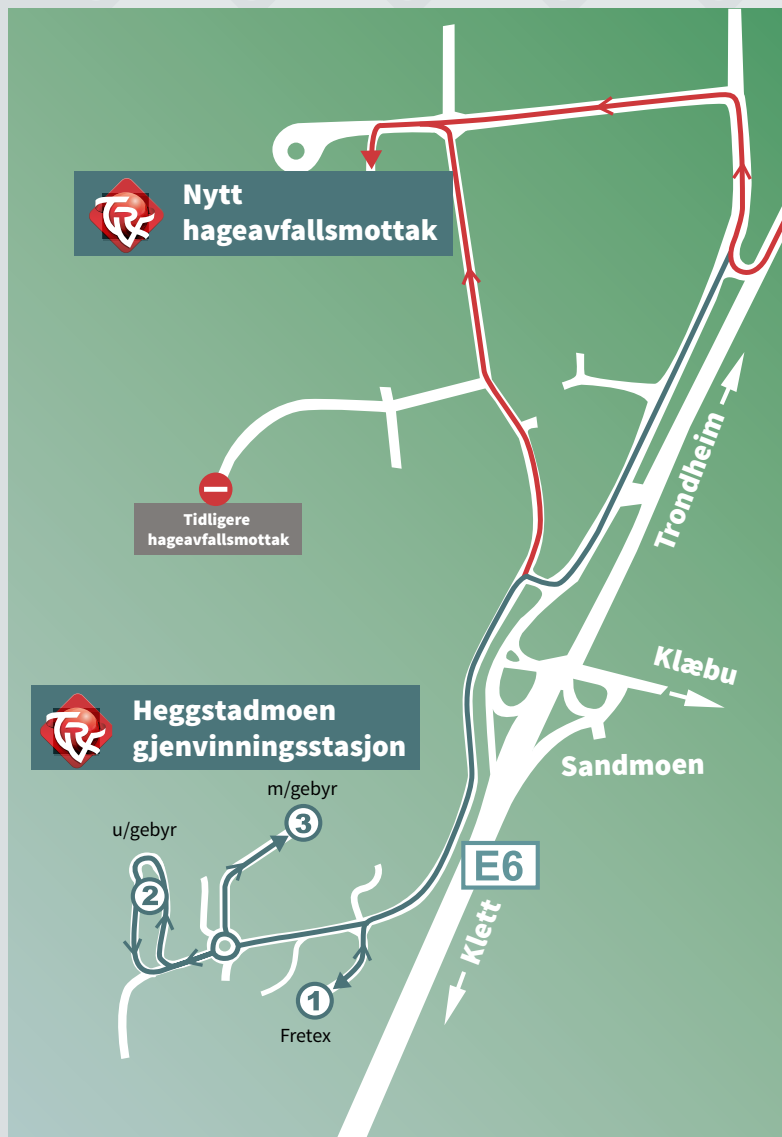 Nytt
hageavfallsmottak
Tidligere
hageavfallsmottak
Trondheim
Klæbu
Sandmoen
Heggstadmoen
gjenvinningsstasjon
m/gebyr
3
u/gebyr
2
E6
Klett
1
Fretex